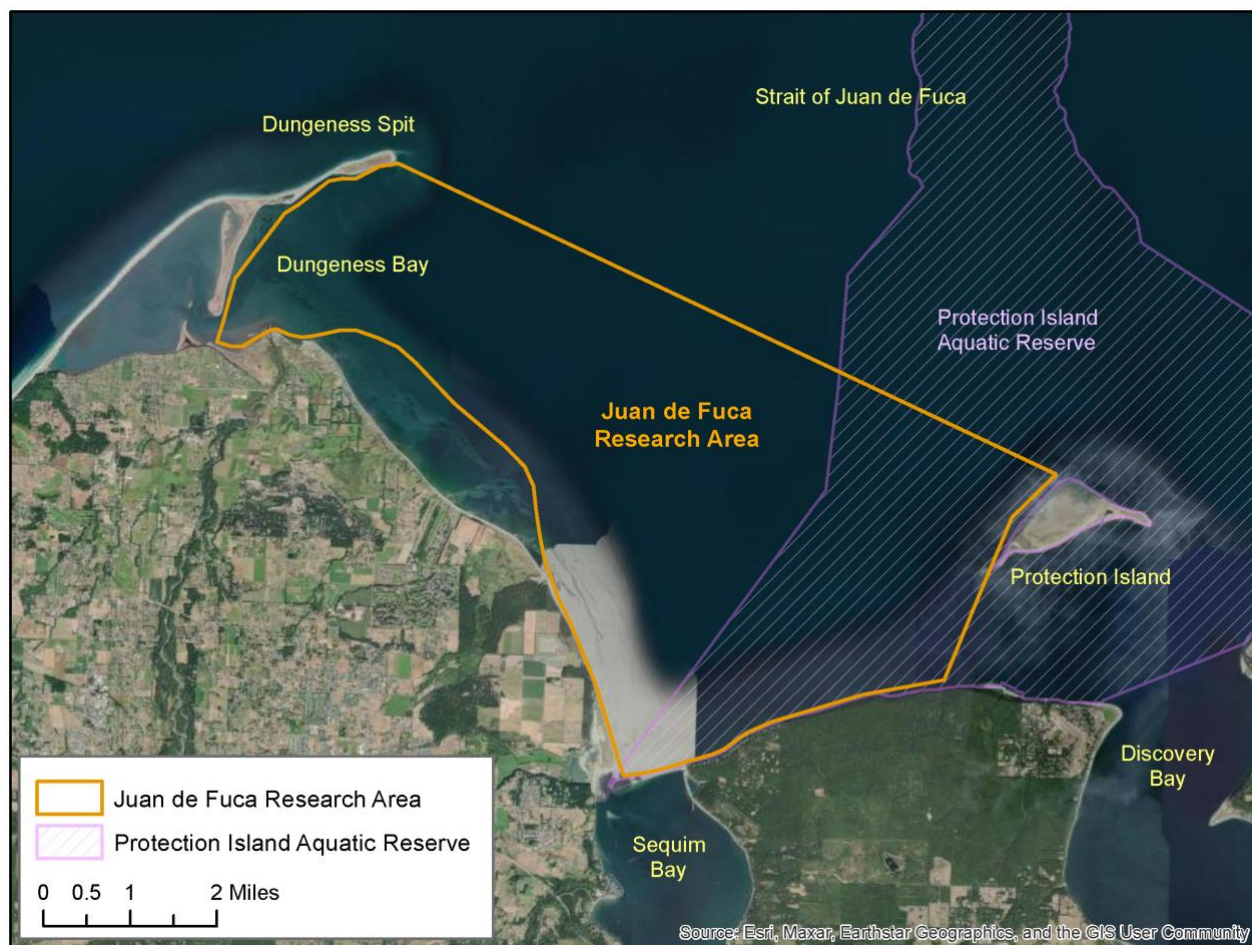 Strait of Juan de Fuca
Dungeness Spit
Dungeness Bay
Protection Island
Aquatic Reserve
Juan de Fuca
Research Area
Protection Island
Discovery
Bay
Sequim
Bay
Juan de Fuca Research Area
Protection Island Aquatic Reserve
0 0.5 1 2 Miles
Source: Esri, Maxar, Earthstar Geographics, and the GIS User Community